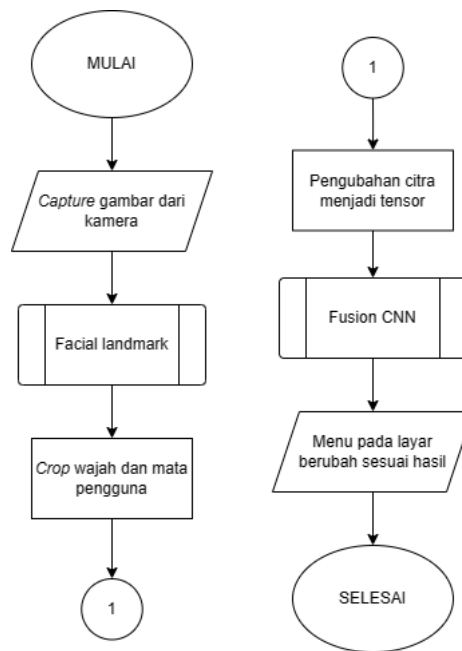 MULAI
Capture gambar dari
kamera
Facial landmark
Crop wajah dan mata
pengguna
1
1
Pengubahan citra
menjadi tensor
Fusion CNN
Menu pada layar
berubah sesuai hasil
SELESAI